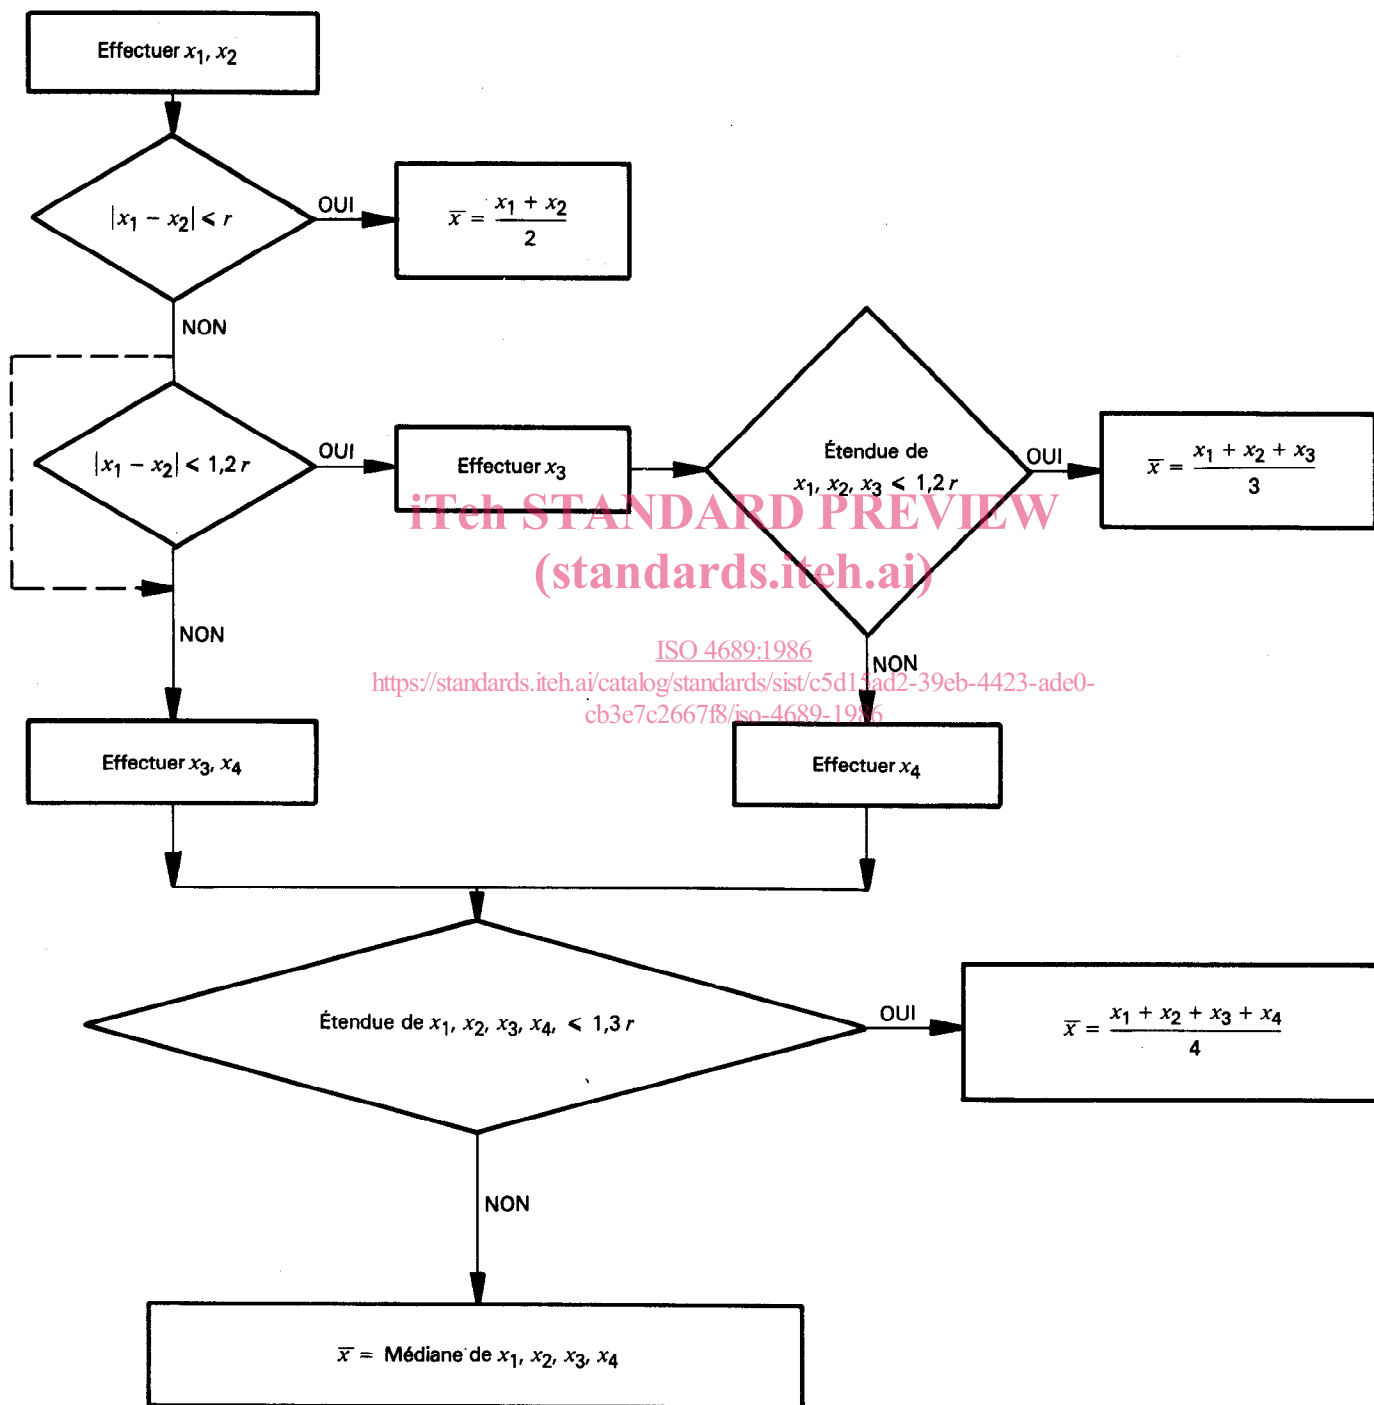 Effectuer x1, x2
|x1 − x2| < r
OUI
x̅ = (x1 + x2) / 2
NON
|x1 − x2| < 1,2 r
OUI
Effectuer x3
Étendue de
x1, x2, x3 < 1,2 r
OUI
x̅ = (x1 + x2 + x3) / 3
iTeh STANDARD PREVIEW
(standards.iteh.ai)
NON
ISO 4689:1986
NON
https://standards.iteh.ai/catalog/standards/sist/c5d15ad2-39eb-4423-ade0-
cb3e7c2667f8/iso-4689-1986
Effectuer x3, x4
Effectuer x4
Étendue de x1, x2, x3, x4, < 1,3 r
OUI
x̅ = (x1 + x2 + x3 + x4) / 4
NON
x̅ = Médiane de x1, x2, x3, x4